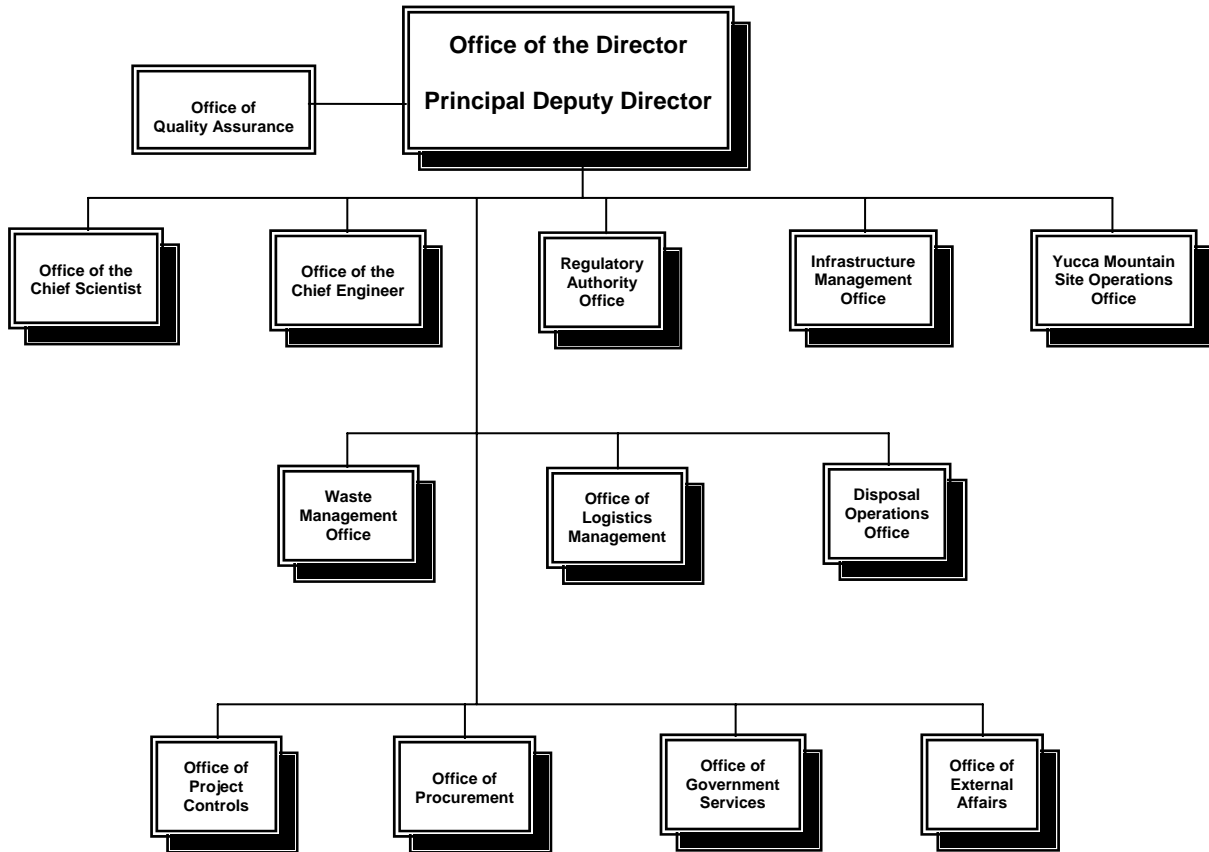 Office of the Director
Principal Deputy Director
Office of
Quality Assurance
Office of the
Chief Scientist
Office of the
Chief Engineer
Regulatory
Authority
Office
Infrastructure
Management
Office
Yucca Mountain
Site Operations
Office
Waste
Management
Office
Office of
Logistics
Management
Disposal
Operations
Office
Office of
Project
Controls
Office of
Procurement
Office of
Government
Services
Office of
External
Affairs